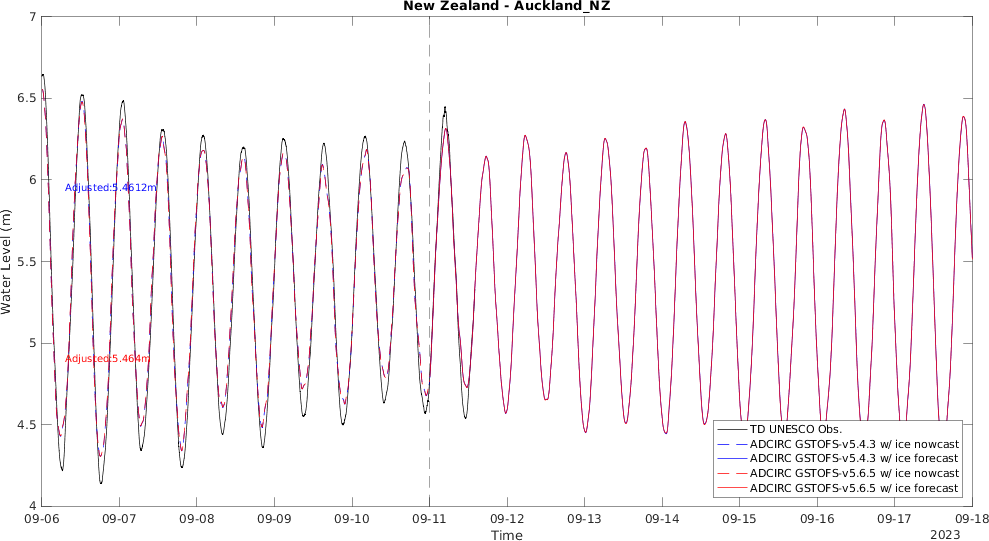 New Zealand - Auckland_NZ
7
6.5
6
5.5
5
4.5
4
Water Level (m)
Adjusted:5.4612m
Adjusted:5.464m
TD UNESCO Obs.
ADCIRC GSTOFS-v5.4.3 w/ ice nowcast
ADCIRC GSTOFS-v5.4.3 w/ ice forecast
ADCIRC GSTOFS-v5.6.5 w/ ice nowcast
ADCIRC GSTOFS-v5.6.5 w/ ice forecast
09-06 09-07 09-08 09-09 09-10 09-11 09-12 09-13 09-14 09-15 09-16 09-17 09-18
Time
2023